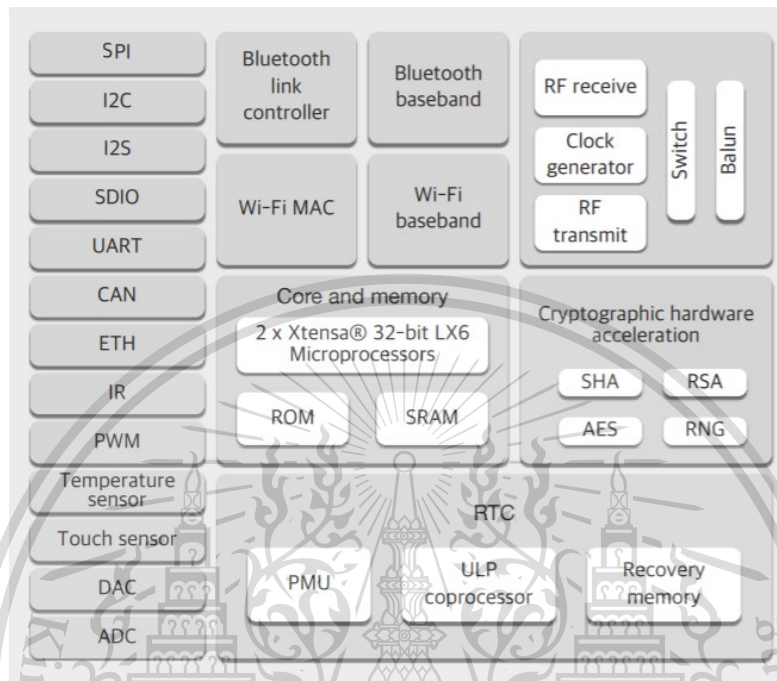 SPI
I2C
I2S
SDIO
UART
CAN
ETH
IR
PWM
Temperature
sensor
Touch sensor
DAC
ADC
Bluetooth
link
controller
Bluetooth
baseband
Wi-Fi MAC
Wi-Fi
baseband
RF receive
Clock
generator
RF
transmit
Switch
Balun
Core and memory
2 x Xtensa® 32-bit LX6
Microprocessors
ROM
SRAM
Cryptographic hardware
acceleration
SHA
RSA
AES
RNG
RTC
PMU
ULP
coprocessor
Recovery
memory